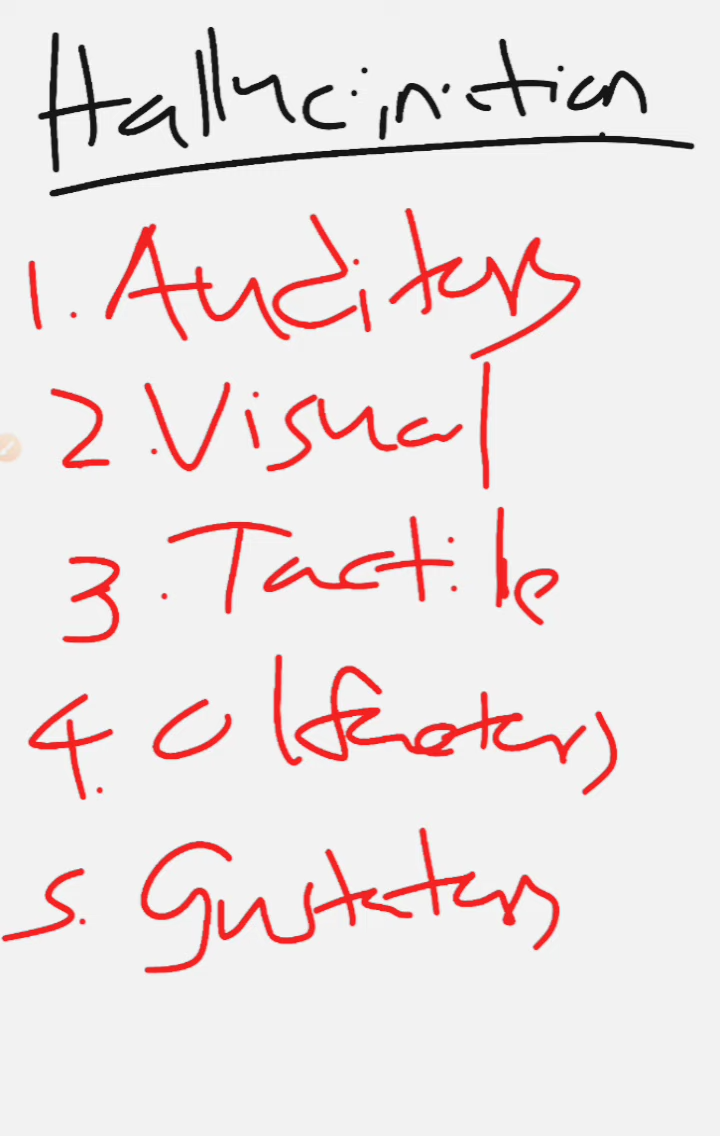 Hallucination
1. Auditory
2. Visual
3. Tactile
4. Olfactory
5. Gustatory